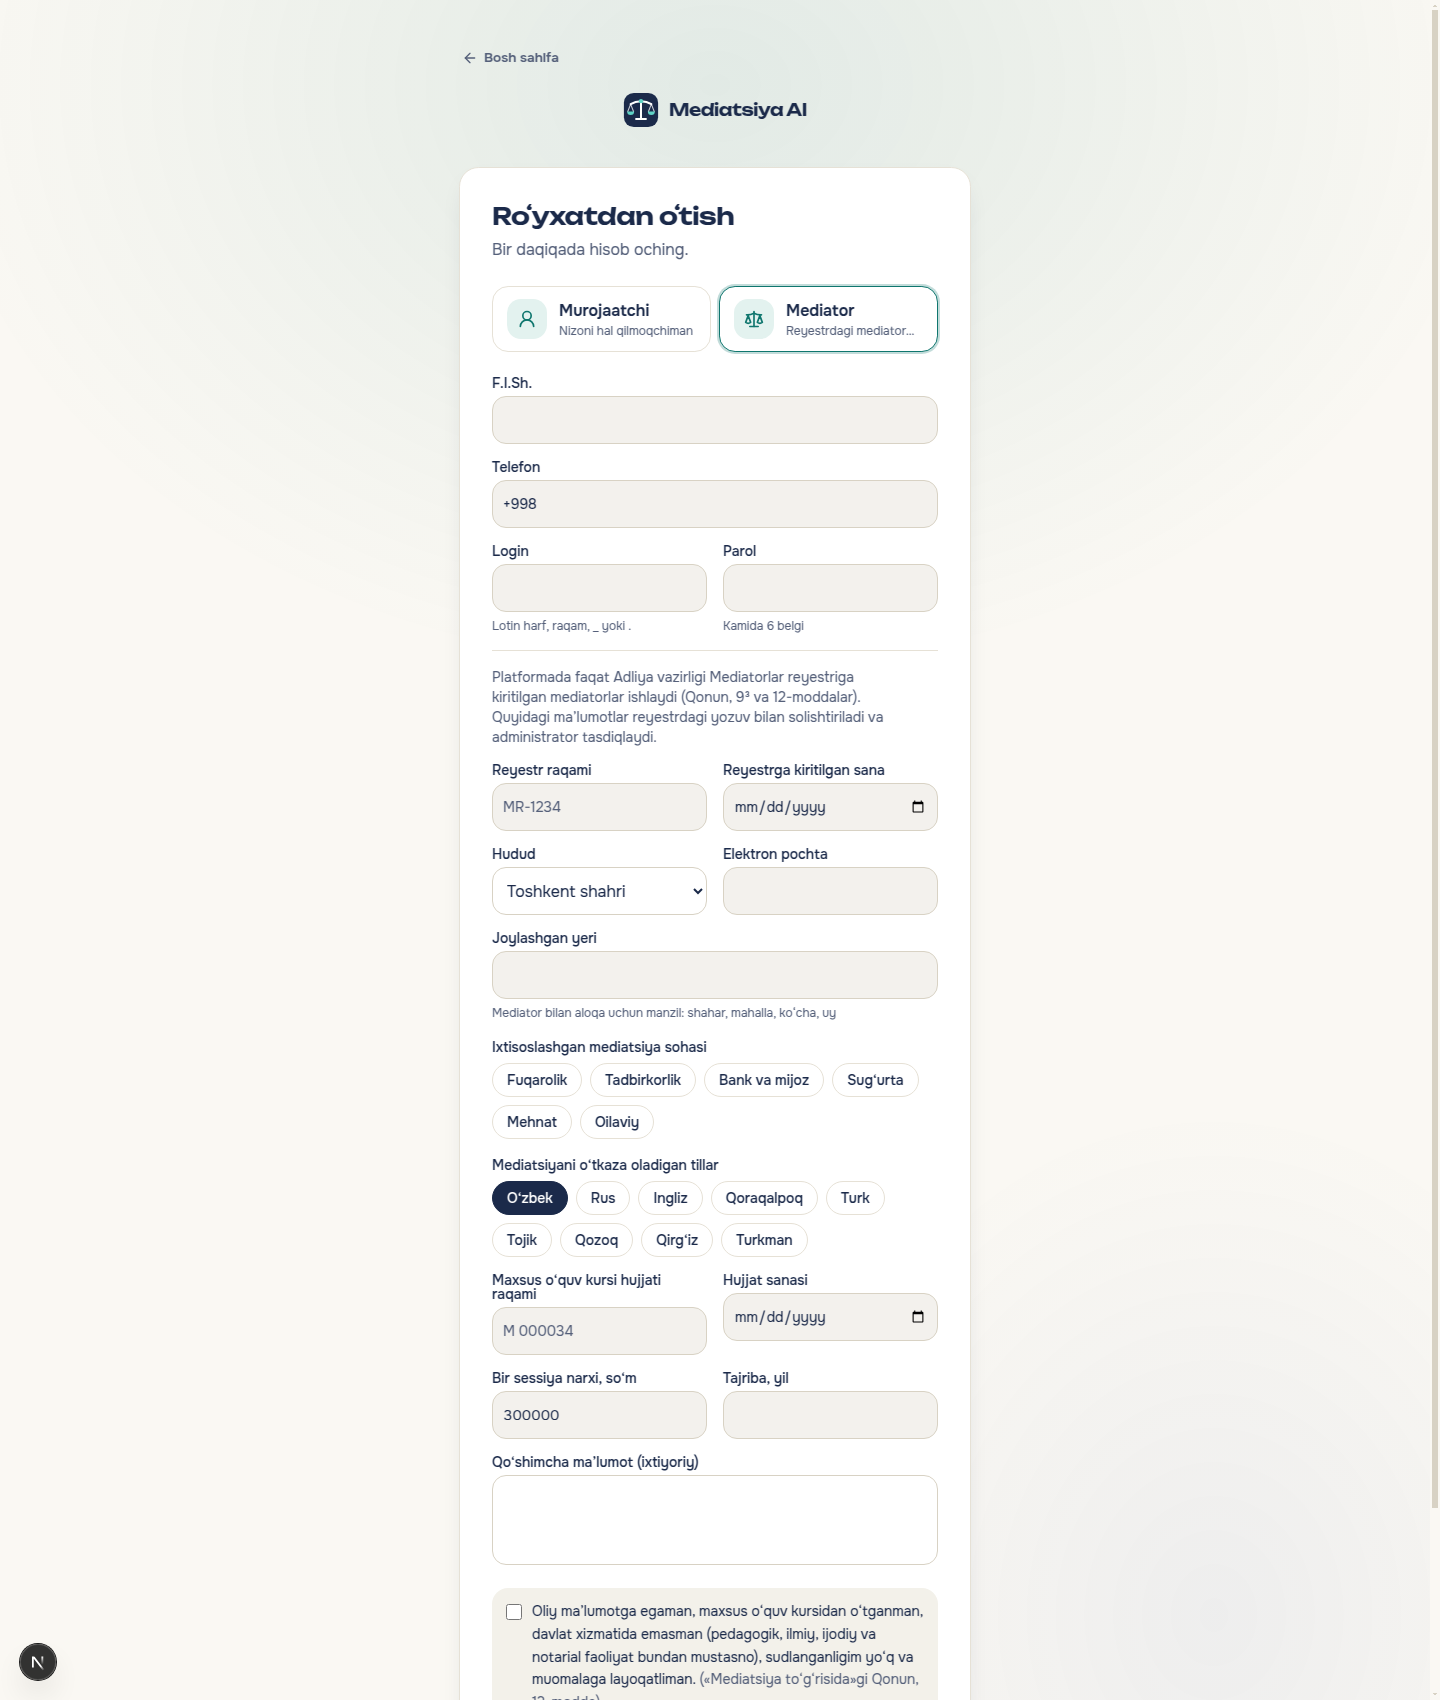 Bosh sahifa
Mediatsiya AI
Ro‘yxatdan o‘tish
Bir daqiqada hisob oching.
Murojaatchi
Nizoni hal qilmoqchiman
Mediator
Reyestrdagi mediator...
F.I.Sh.
Telefon
+998
Login
Parol
Lotin harf, raqam, _ yoki .
Kamida 6 belgi
Platformada faqat Adliya vazirligi Mediatorlar reyestriga
kiritilgan mediatorlar ishlaydi (Qonun, 9³ va 12-moddalar).
Quyidagi ma’lumotlar reyestrdagi yozuv bilan solishtiriladi va
administrator tasdiqlaydi.
Reyestr raqami
Reyestrga kiritilgan sana
MR-1234
mm/dd/yyyy
Hudud
Elektron pochta
Toshkent shahri
Joylashgan yeri
Mediator bilan aloqa uchun manzil: shahar, mahalla, ko‘cha, uy
Ixtisoslashgan mediatsiya sohasi
Fuqarolik
Tadbirkorlik
Bank va mijoz
Sug‘urta
Mehnat
Oilaviy
Mediatsiyani o‘tkaza oladigan tillar
O‘zbek
Rus
Ingliz
Qoraqalpoq
Turk
Tojik
Qozoq
Qirg‘iz
Turkman
Maxsus o‘quv kursi hujjati
raqami
Hujjat sanasi
M 000034
mm/dd/yyyy
Bir sessiya narxi, so‘m
Tajriba, yil
300000
Qo‘shimcha ma’lumot (ixtiyoriy)
Oliy ma’lumotga egaman, maxsus o‘quv kursidan o‘tganman,
davlat xizmatida emasman (pedagogik, ilmiy, ijodiy va
notarial faoliyat bundan mustasno), sudlanganligim yo‘q va
muomalaga layoqatliman. («Mediatsiya to‘g‘risida»gi Qonun,
12-modda)
N